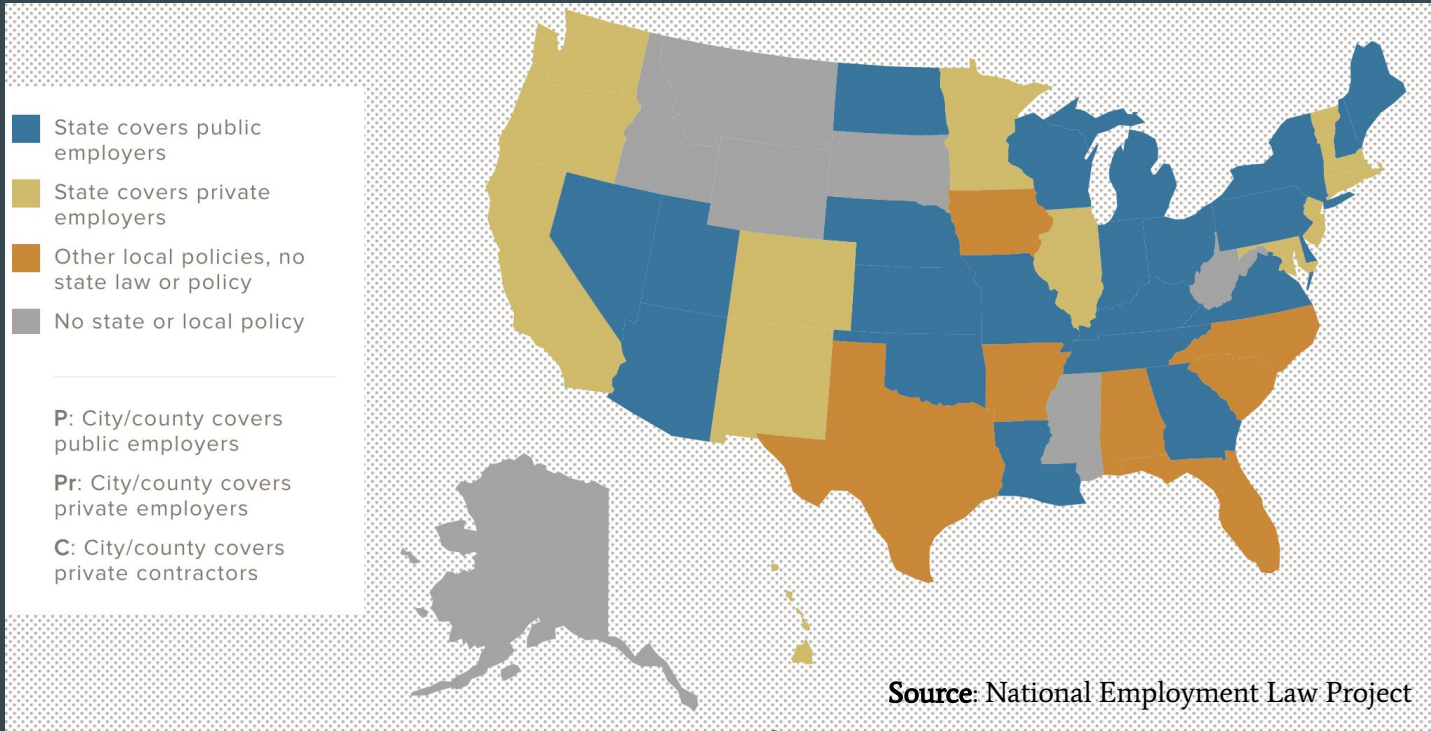 State covers public
employers
State covers private
employers
Other local policies, no
state law or policy
No state or local policy
P: City/county covers
public employers
Pr: City/county covers
private employers
C: City/county covers
private contractors
Source: National Employment Law Project